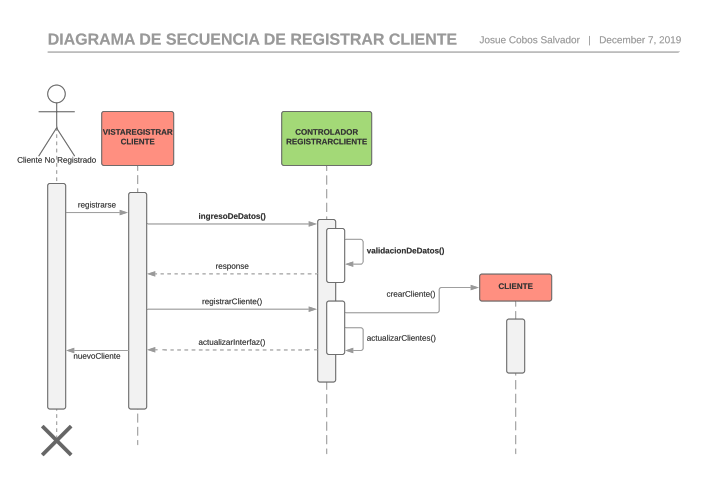 DIAGRAMA DE SECUENCIA DE REGISTRAR CLIENTE
Josue Cobos Salvador | December 7, 2019
VISTAREGISTRAR
CLIENTE
CONTROLADOR
REGISTRARCLIENTE
Cliente No Registrado
registrarse
ingresoDeDatos()
validacionDeDatos()
response
CLIENTE
crearCliente()
registrarCliente()
actualizarInterfaz()
actualizarClientes()
nuevoCliente